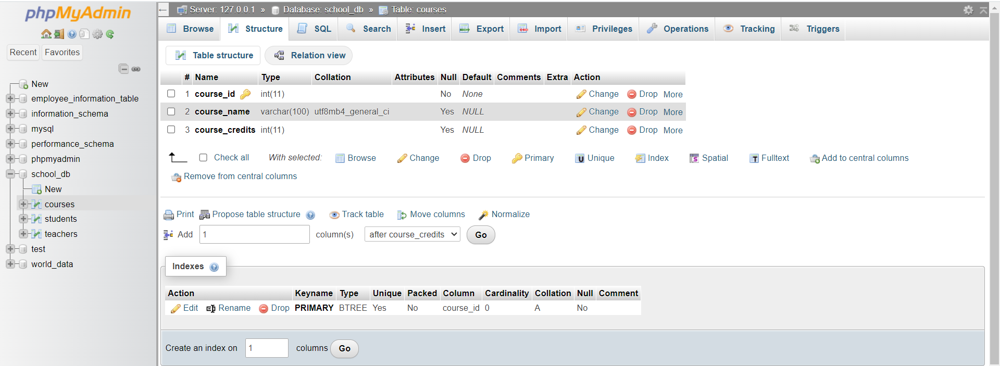 phpMyAdmin
Recent Favorites
New
employee_information_table
information_schema
mysql
performance_schema
phpmyadmin
school_db
New
courses
students
teachers
test
world_data
← Server: 127.0.0.1 » Database: school_db » Table: courses
Browse Structure SQL Search Insert Export Import Privileges Operations Tracking Triggers
Table structure Relation view
# Name Type Collation Attributes Null Default Comments Extra Action
1 course_id int(11) No None Change Drop More
2 course_name varchar(100) utf8mb4_general_ci Yes NULL Change Drop More
3 course_credits int(11) Yes NULL Change Drop More
Check all With selected: Browse Change Drop Primary Unique Index Spatial Fulltext Add to central columns
Remove from central columns
Print Propose table structure Track table Move columns Normalize
Add 1 column(s) after course_credits Go
Indexes
Action Keyname Type Unique Packed Column Cardinality Collation Null Comment
Edit Rename Drop PRIMARY BTREE Yes No course_id 0 A No
Create an index on 1 columns Go